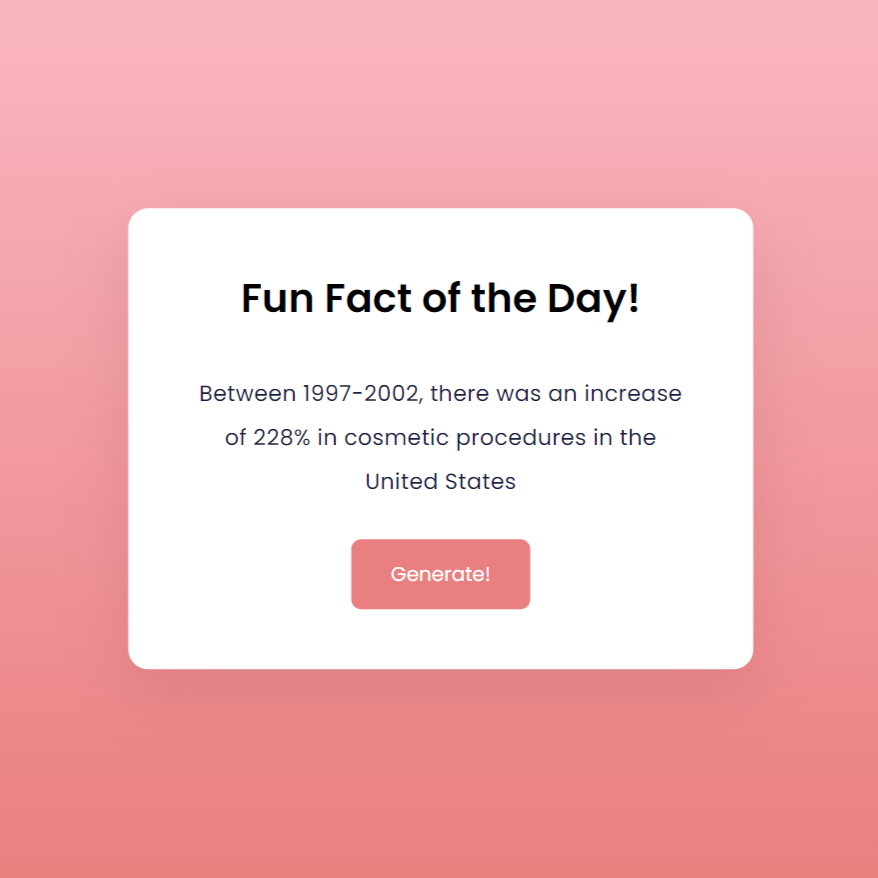 Fun Fact of the Day!
Between 1997-2002, there was an increase
of 228% in cosmetic procedures in the
United States
Generate!